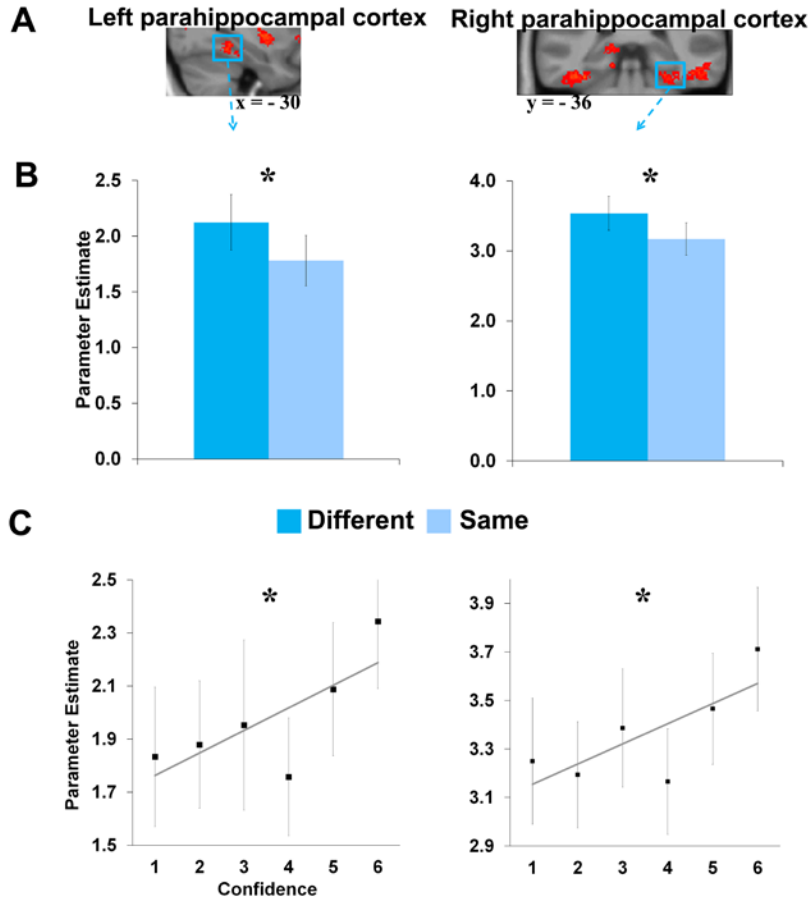 A
Left parahippocampal cortex
Right parahippocampal cortex
x = - 30
y = - 36
B
Parameter Estimate
2.5
2.0
1.5
1.0
0.5
0.0
*
4.0
3.0
3.0
2.0
1.0
0.0
*
C
Different
Same
Parameter Estimate
2.5
2.3
2.1
1.9
1.7
1.5
*
1 2 3 4 5 6
Confidence
3.9
3.7
3.5
3.3
3.1
2.9
*
1 2 3 4 5 6